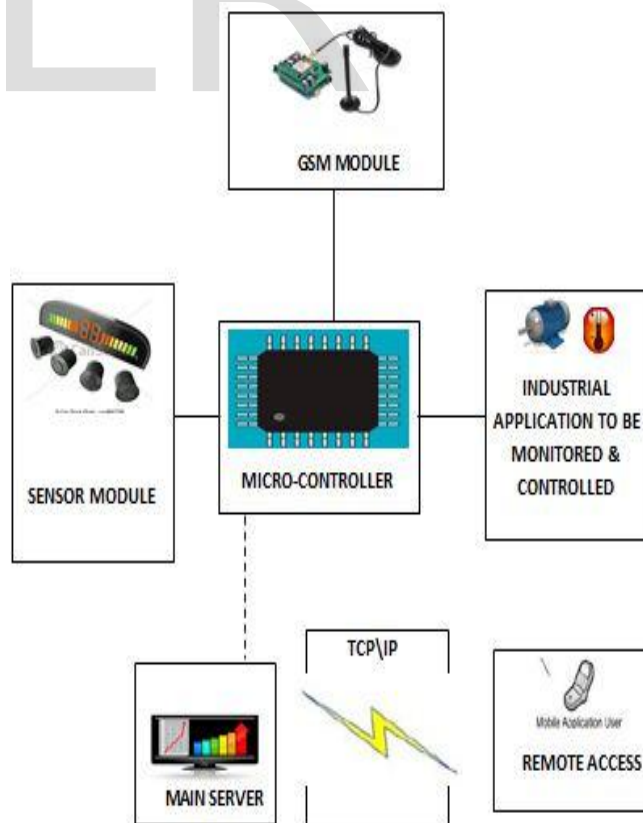 GSM MODULE
SENSOR MODULE
MICRO-CONTROLLER
INDUSTRIAL
APPLICATION TO BE
MONITORED &
CONTROLLED
TCP\IP
MAIN SERVER
Mobile Application User
REMOTE ACCESS